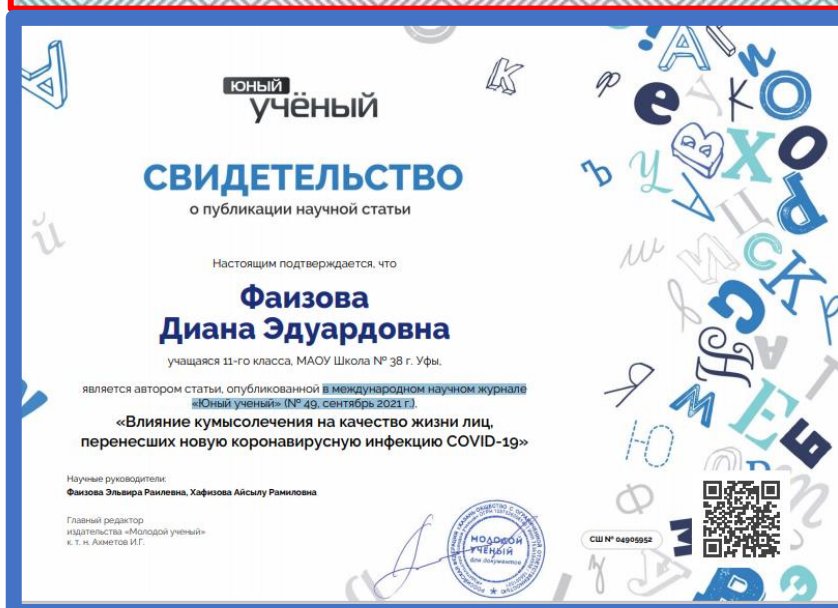 юный
учёный
СВИДЕТЕЛЬСТВО
о публикации научной статьи
Настоящим подтверждается, что
Фаизова
Диана Эдуардовна
учащаяся 11-го класса, МАОУ Школа № 38 г. Уфы,
является автором статьи, опубликованной в международном научном журнале
«Юный ученый» (№ 49, сентябрь 2021 г.).
«Влияние кумысолечения на качество жизни лиц,
перенесших новую коронавирусную инфекцию COVID-19»
Научные руководители:
Фаизова Эльвира Раилевна, Хафизова Айсылу Рамиловна
Главный редактор
издательства «Молодой ученый»
к. т. н. Ахметов И.Г.
МОЛОДОЙ
УЧЁНЫЙ
для документов
СШ № 04905952